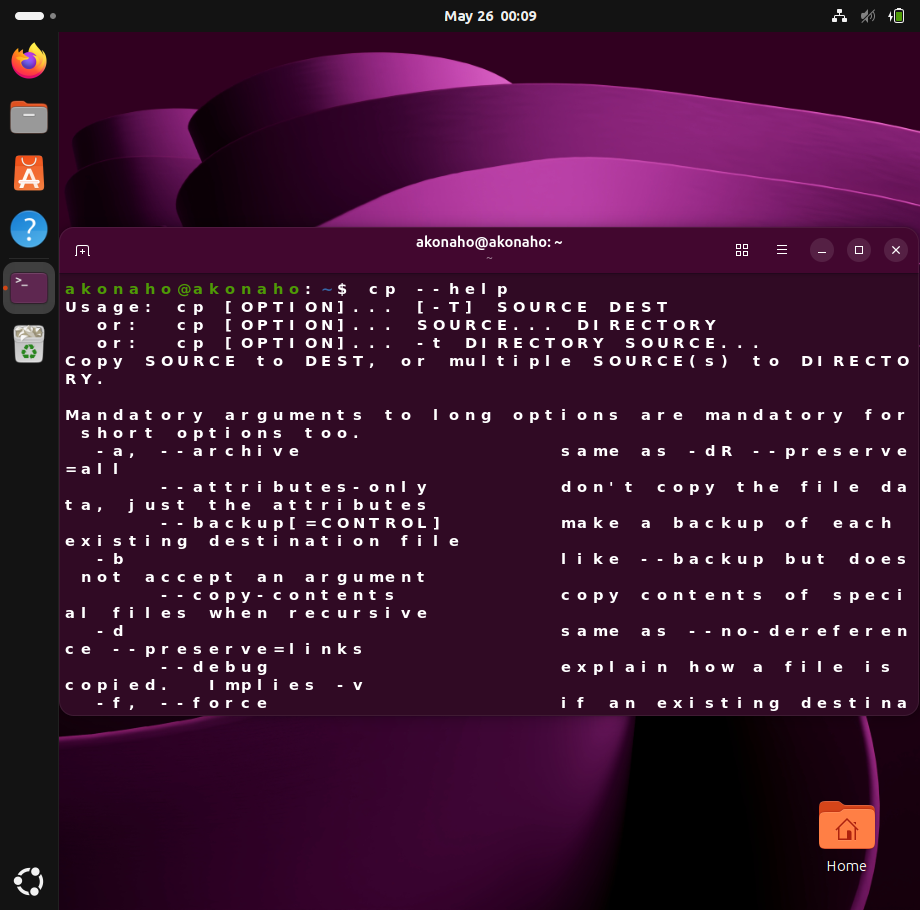 May 26 00:09
akonaho@akonaho: ~
~
akonaho@akonaho:~$ cp --help
Usage: cp [OPTION]... [-T] SOURCE DEST
  or:  cp [OPTION]... SOURCE... DIRECTORY
  or:  cp [OPTION]... -t DIRECTORY SOURCE...
Copy SOURCE to DEST, or multiple SOURCE(s) to DIRECTO
RY.

Mandatory arguments to long options are mandatory for
 short options too.
  -a, --archive                same as -dR --preserve
=all
      --attributes-only        don't copy the file da
ta, just the attributes
      --backup[=CONTROL]       make a backup of each
existing destination file
  -b                           like --backup but does
 not accept an argument
      --copy-contents          copy contents of speci
al files when recursive
  -d                           same as --no-dereferen
ce --preserve=links
      --debug                  explain how a file is
copied.  Implies -v
  -f, --force                  if an existing destina
Home